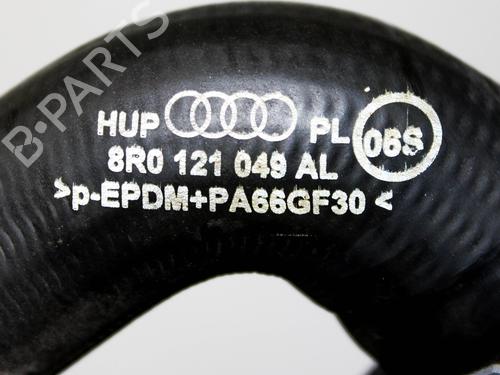 B-PARTS
HUP PL 06S
8R0 121 049 AL
>p-EPDM+PA66GF30<